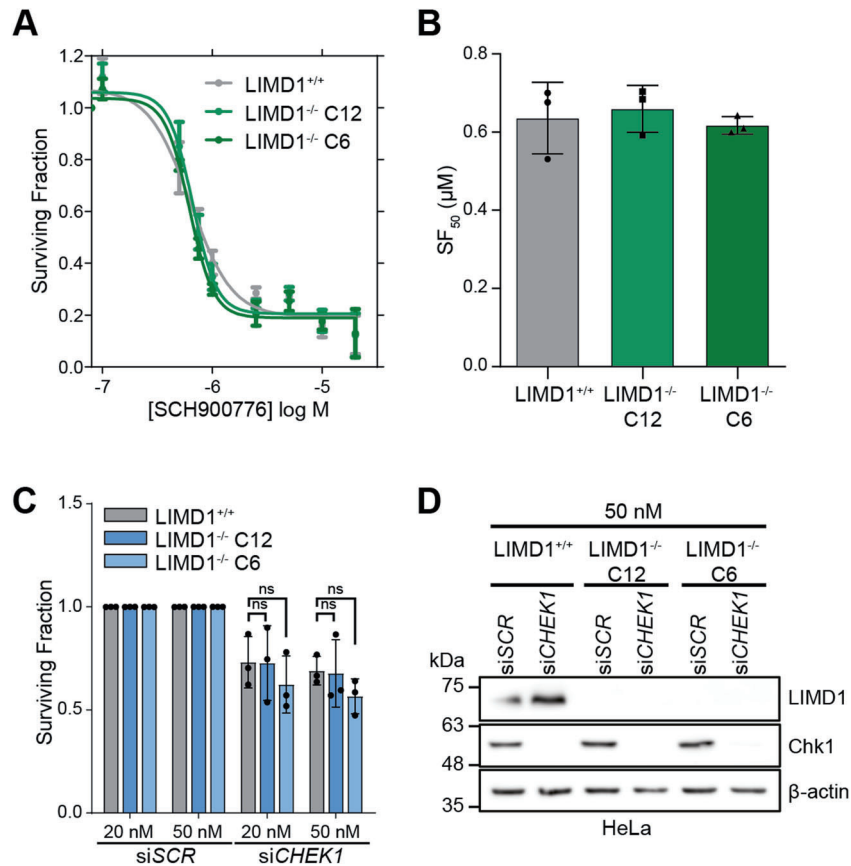 A
1.2
1.0
0.8
0.6
0.4
0.2
0.0
Surviving Fraction
LIMD1+/+
LIMD1-/- C12
LIMD1-/- C6
-7
-6
-5
[SCH900776] log M
B
0.8
0.6
0.4
0.2
0.0
SF50 (µM)
LIMD1+/+
LIMD1-/-
C12
LIMD1-/-
C6
C
1.5
1.0
0.5
0.0
Surviving Fraction
LIMD1+/+
LIMD1-/- C12
LIMD1-/- C6
ns
ns
ns
ns
20 nM
50 nM
20 nM
50 nM
siSCR
siCHEK1
D
50 nM
LIMD1+/+
LIMD1-/-
C12
LIMD1-/-
C6
siSCR
siCHEK1
siSCR
siCHEK1
siSCR
siCHEK1
kDa
75
63
48
35
LIMD1
Chk1
β-actin
HeLa